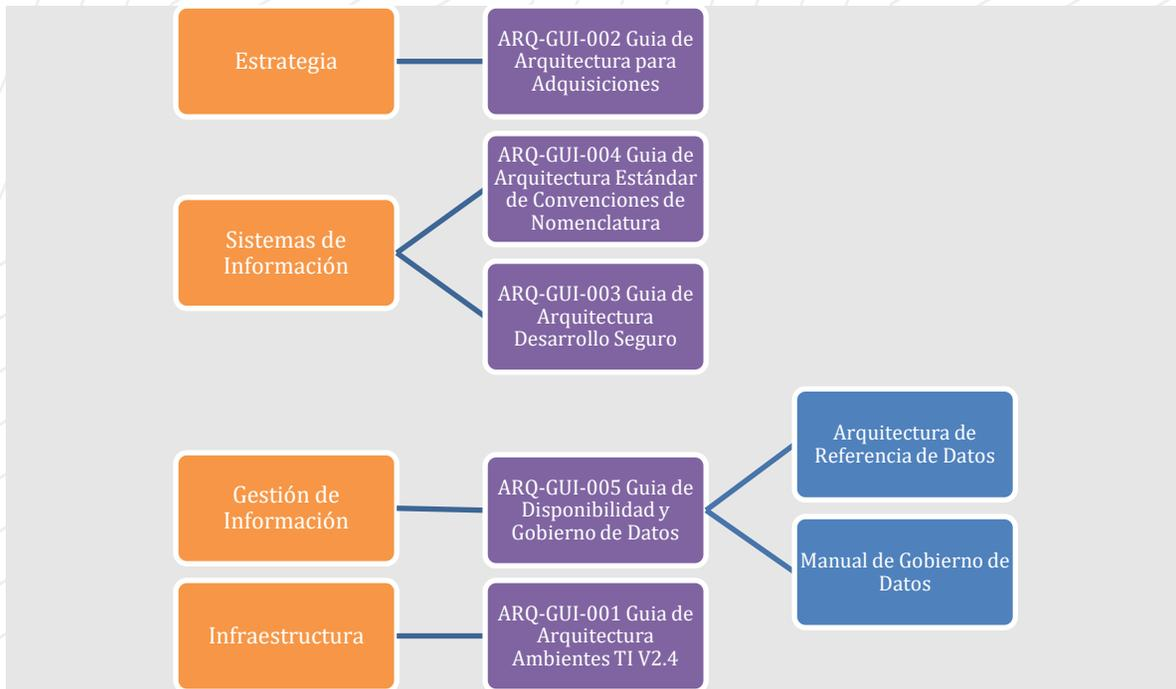 Estrategia
ARQ-GUI-002 Guia de
Arquitectura para
Adquisiciones
Sistemas de
Información
ARQ-GUI-004 Guia de
Arquitectura Estándar
de Convenciones de
Nomenclatura
ARQ-GUI-003 Guia de
Arquitectura
Desarrollo Seguro
Gestión de
Información
ARQ-GUI-005 Guia de
Disponibilidad y
Gobierno de Datos
Arquitectura de
Referencia de Datos
Manual de Gobierno de
Datos
Infraestructura
ARQ-GUI-001 Guia de
Arquitectura
Ambientes TI V2.4